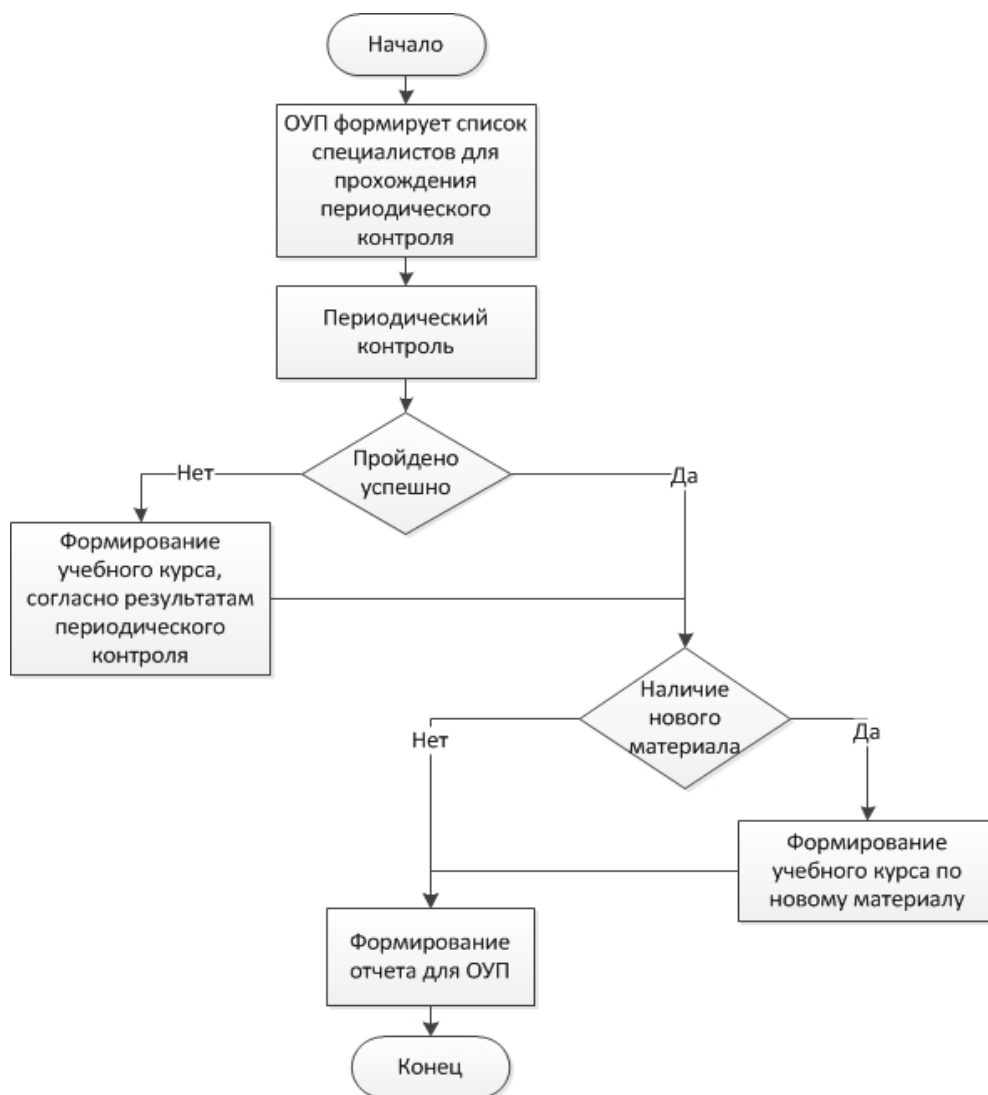 Начало
ОУП формирует список
специалистов для
прохождения
периодического
контроля
Периодический
контроль
Пройдено
успешно
Нет
Да
Формирование
учебного курса,
согласно результатам
периодического
контроля
Наличие
нового
материала
Нет
Да
Формирование
учебного курса по
новому материалу
Формирование
отчета для ОУП
Конец